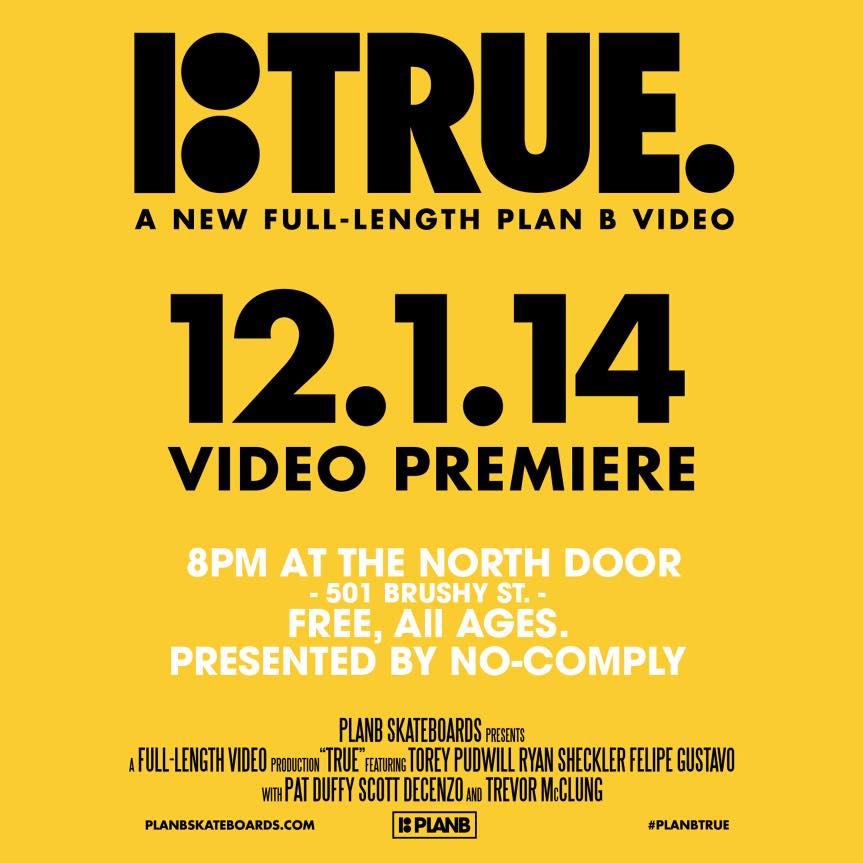 B TRUE.
A NEW FULL-LENGTH PLAN B VIDEO
12.1.14
VIDEO PREMIERE
8PM AT THE NORTH DOOR
- 501 BRUSHY ST. -
FREE, All AGES.
PRESENTED BY NO-COMPLY
PLANB SKATEBOARDS PRESENTS
A FULL-LENGTH VIDEO PRODUCTION "TRUE" FEATURING TOREY PUDWILL RYAN SHECKLER FELIPE GUSTAVO
WITH PAT DUFFY SCOTT DECENZO AND TREVOR McCLUNG
PLANBSKATEBOARDS.COM B PLANB #PLANBTRUE